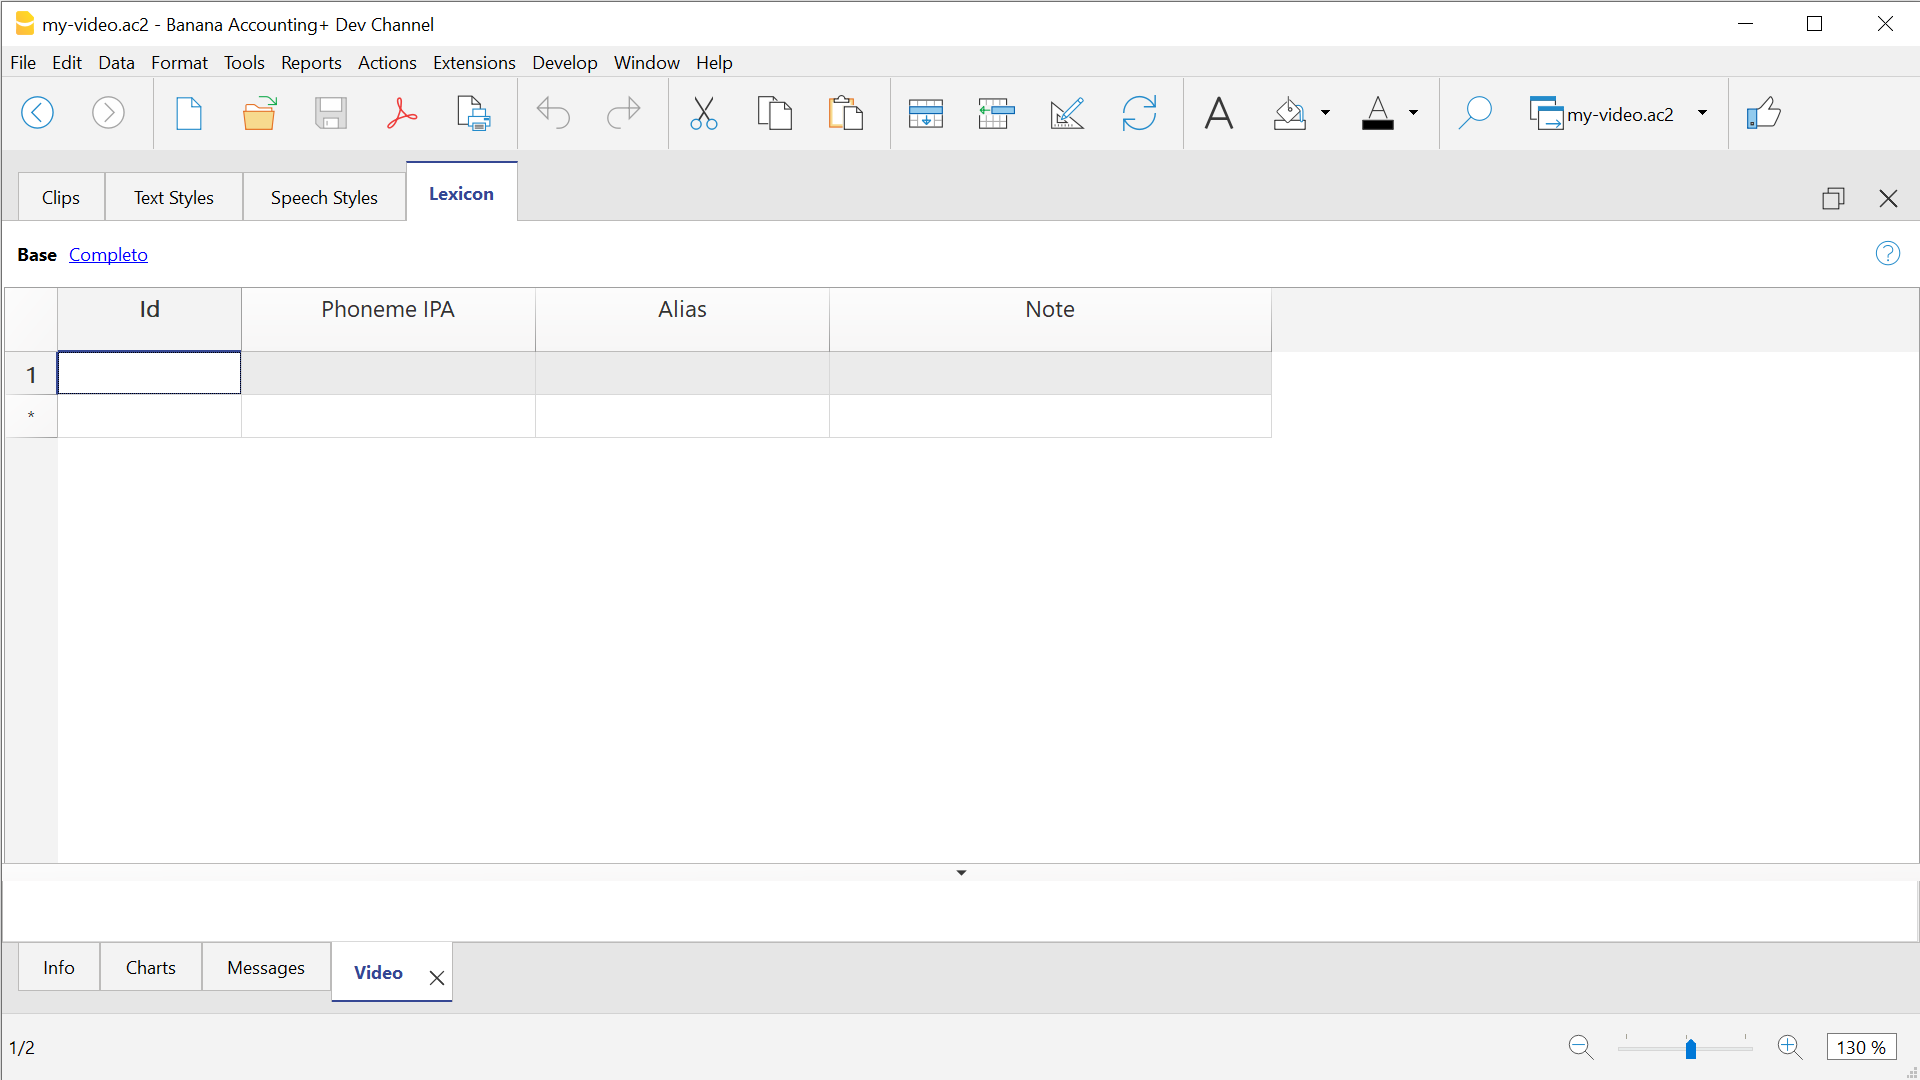 my-video.ac2 - Banana Accounting+ Dev Channel
File Edit Data Format Tools Reports Actions Extensions Develop Window Help
A A my-video.ac2
Clips Text Styles Speech Styles Lexicon
Base Completo ?
Id Phoneme IPA Alias Note
1
*
Info Charts Messages Video
1/2 130 %